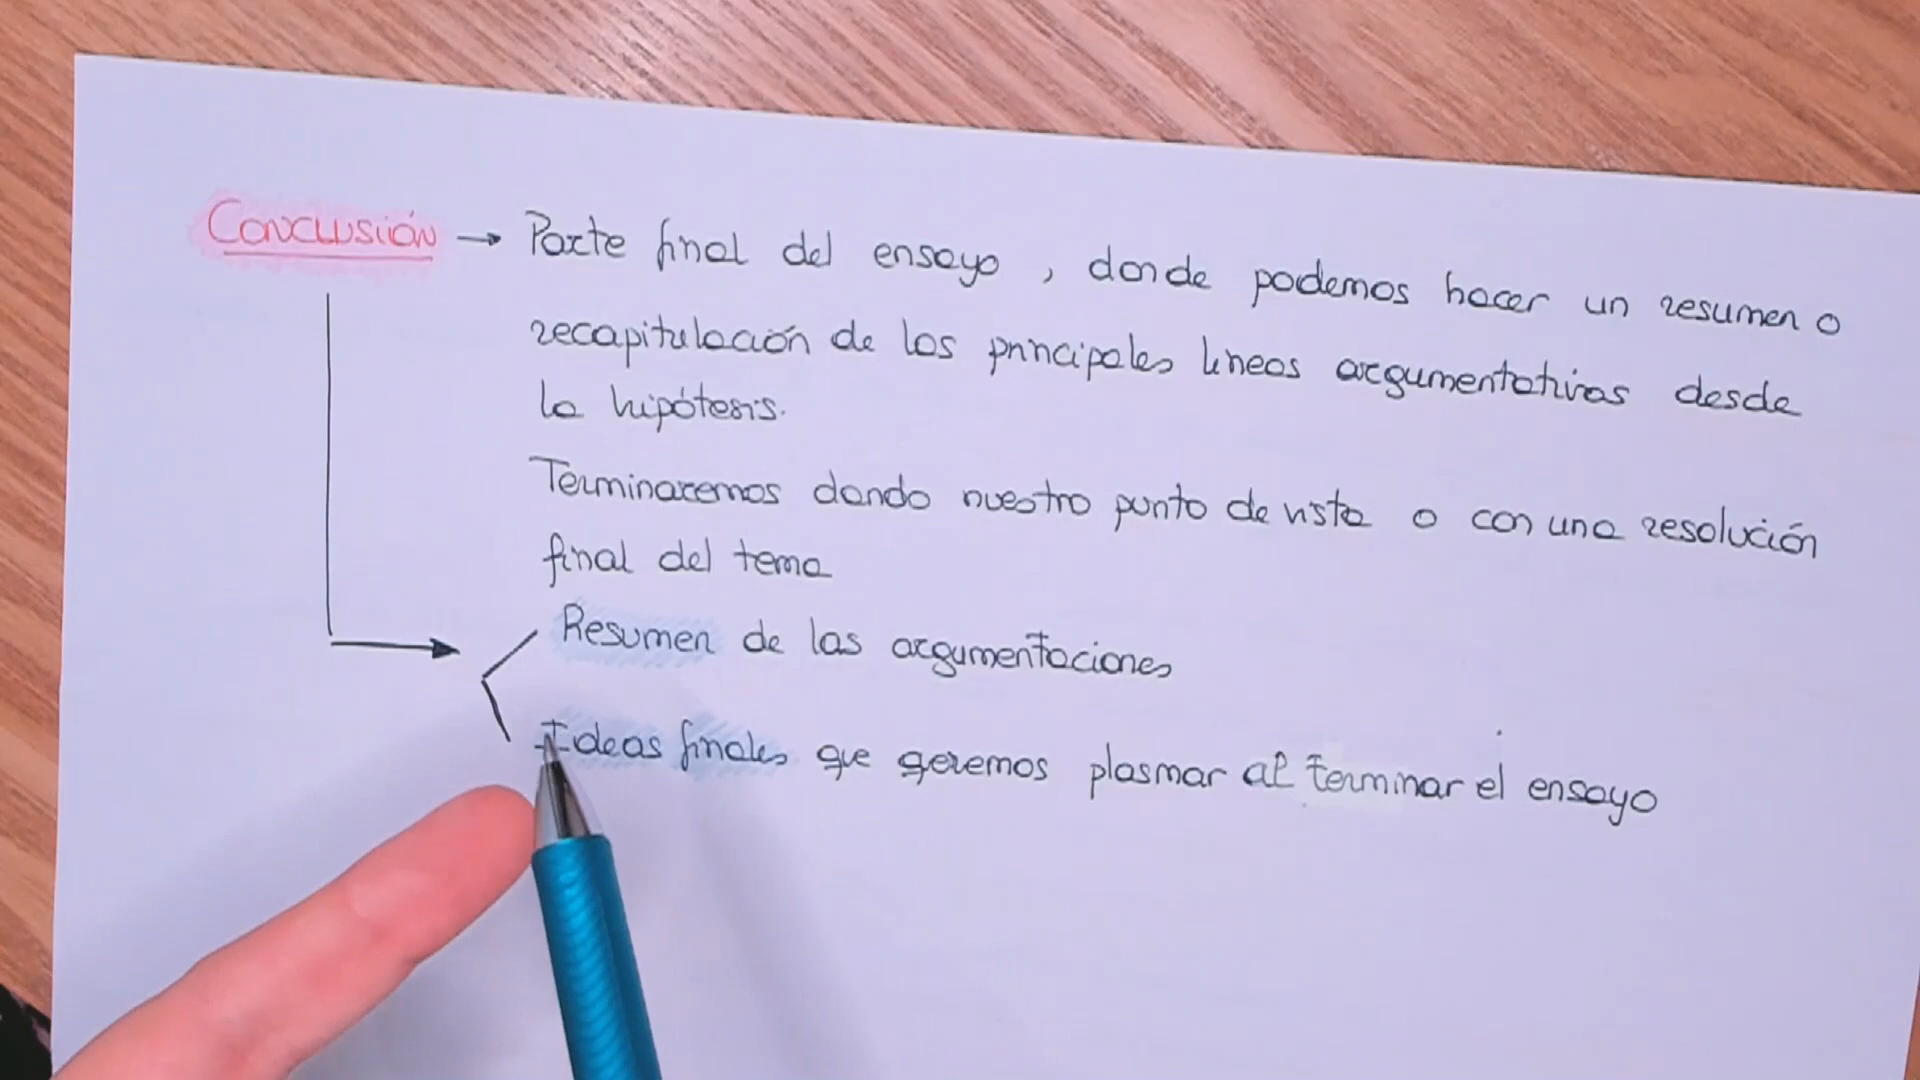 Conclusión → Parte final del ensayo, donde podemos hacer un resumen o
recapitulación de las principales lineas argumentativas desde
la hipótesis.
Terminaremos dando nuestro punto de vista o con una resolución
final del tema
Resumen de las argumentaciones
Ideas finales que queremos plasmar al terminar el ensayo